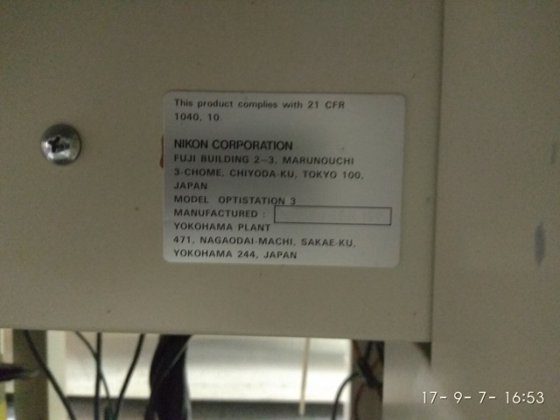 This product complies with 21 CFR
1040, 10.
NIKON CORPORATION
FUJI BUILDING 2-3, MARUNOUCHI
3-CHOME, CHIYODA-KU, TOKYO 100,
JAPAN
MODEL OPTISTATION 3
MANUFACTURED :
YOKOHAMA PLANT
471, NAGAODAI-MACHI, SAKAE-KU,
YOKOHAMA 244, JAPAN
17- 9- 7- 16:53